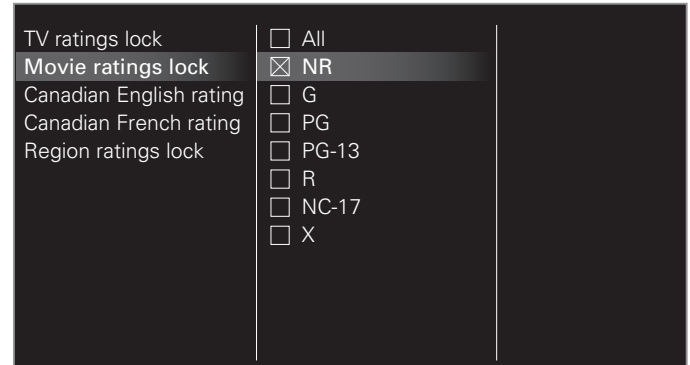 TV ratings lock
Movie ratings lock
Canadian English rating
Canadian French rating
Region ratings lock
All
NR
G
PG
PG-13
R
NC-17
X